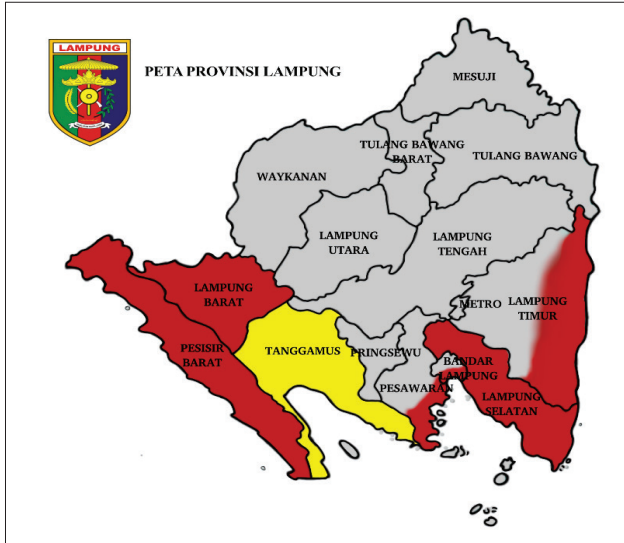 LAMPUNG
PETA PROVINSI LAMPUNG
MESUJI
TULANG BAWANG
BARAT
TULANG BAWANG
WAYKANAN
LAMPUNG
UTARA
LAMPUNG
TENGAH
LAMPUNG
BARAT
METRO
LAMPUNG
TIMUR
PESISIR
BARAT
TANGGAMUS
PRINGSEWU
BANDAR
LAMPUNG
PESAWARAN
LAMPUNG
SELATAN